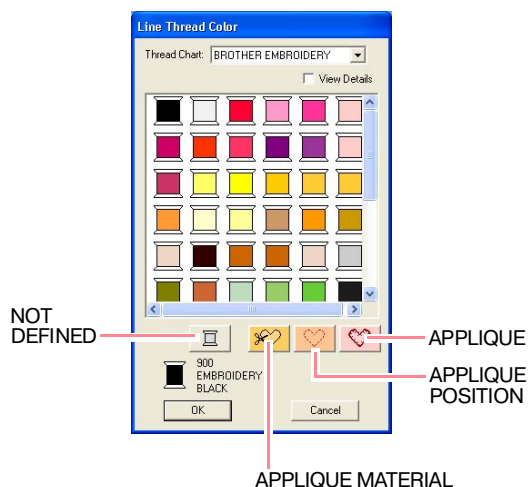 Line Thread Color
Thread Chart: BROTHER EMBROIDERY
View Details
NOT
DEFINED
APPLIQUE
900
EMBROIDERY
BLACK
APPLIQUE
POSITION
OK Cancel
APPLIQUE MATERIAL